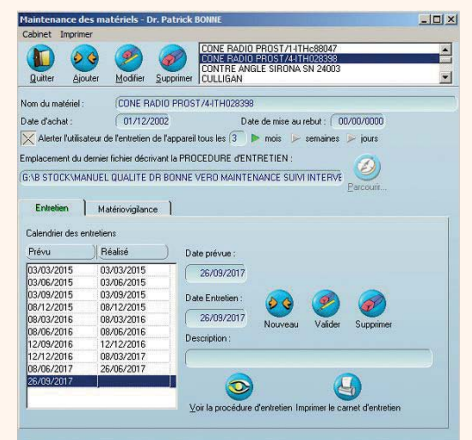 Maintenance des matériels - Dr. Patrick BONNE
Cabinet Imprimer
Quitter Ajouter Modifier Supprimer
CONE RADIO PROST/1-ITHc88047
CONE RADIO PROST/4-ITH028398
CONTRE ANGLE SIRONA SN 24003
CULLIGAN
Nom du matériel : CONE RADIO PROST/4-ITH028398
Date d'achat : 01/12/2002 Date de mise au rebut : 00/00/0000
Alerter l'utilisateur de l'entretien de l'appareil tous les 3 mois semaines jours
Emplacement du dernier fichier décrivant la PROCEDURE d'ENTRETIEN :
G:\B STOCK\MANUEL QUALITE DR BONNE VERO MAINTENANCE SUIVI INTERVE
Parcourir...
Entretien Matériovigilance
Calendrier des entretiens
Prévu Réalisé
03/03/2015 03/03/2015
03/06/2015 03/06/2015
03/09/2015 03/09/2015
08/12/2015 08/12/2015
08/03/2016 08/03/2016
08/06/2016 08/06/2016
12/09/2016 12/12/2016
12/12/2016 08/03/2017
08/06/2017 26/06/2017
26/09/2017
Date prévue :
26/09/2017
Date Entretien :
26/09/2017
Nouveau Valider Supprimer
Description :
Voir la procédure d'entretien Imprimer le carnet d'entretien